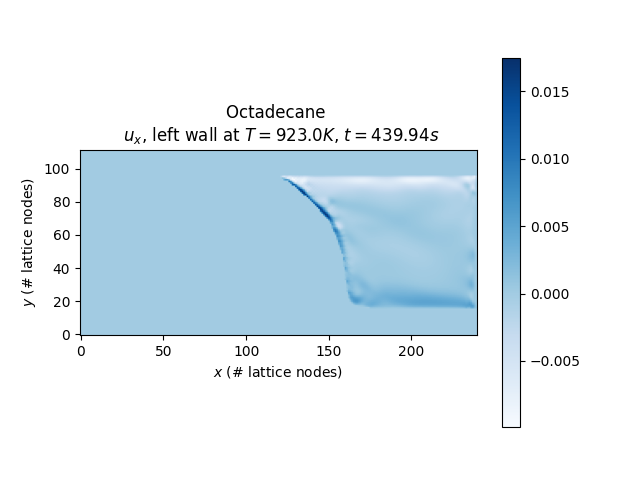 Octadecane
u_x, left wall at T = 923.0K, t = 439.94s
y (# lattice nodes)
100
80
60
40
20
0
0 50 100 150 200
x (# lattice nodes)
0.015
0.010
0.005
0.000
−0.005